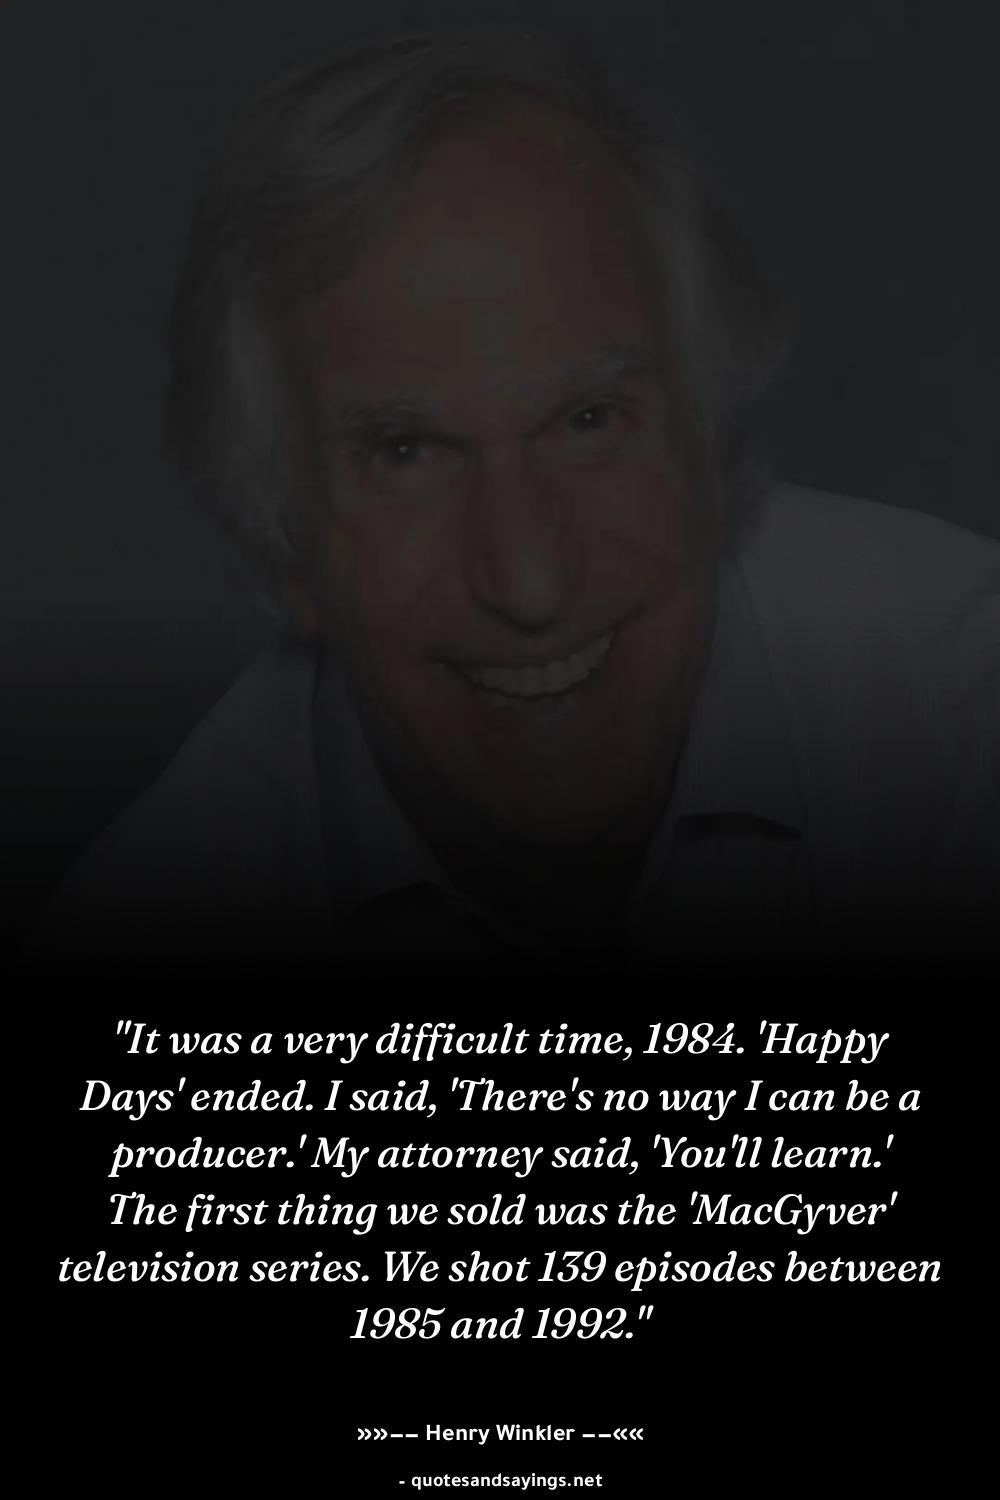 "It was a very difficult time, 1984. 'Happy
Days' ended. I said, 'There's no way I can be a
producer.' My attorney said, 'You'll learn.'
The first thing we sold was the 'MacGyver'
television series. We shot 139 episodes between
1985 and 1992."
»»–– Henry Winkler ––««
- quotesandsayings.net